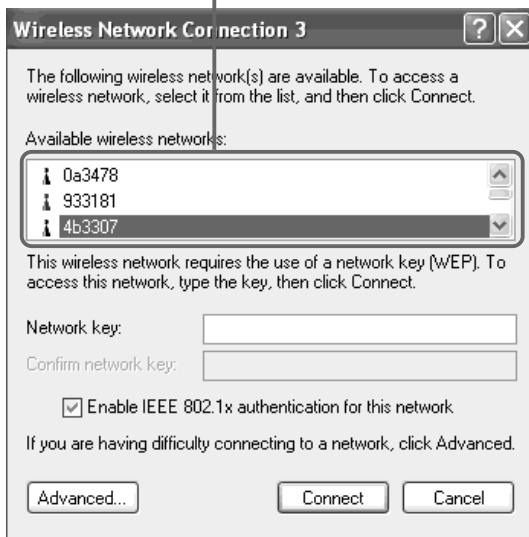 Wireless Network Connection 3
The following wireless network(s) are available. To access a
wireless network, select it from the list, and then click Connect.
Available wireless networks:
0a3478
933181
4b3307
This wireless network requires the use of a network key (WEP). To
access this network, type the key, then click Connect.
Network key:
Confirm network key:
Enable IEEE 802.1x authentication for this network
If you are having difficulty connecting to a network, click Advanced.
Advanced... Connect Cancel